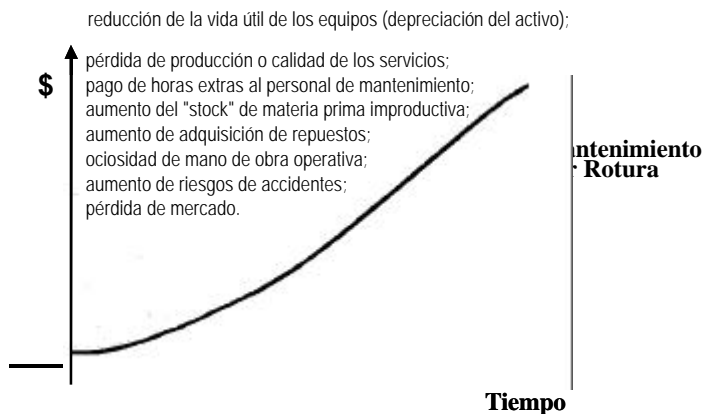 reducción de la vida útil de los equipos (depreciación del activo);
$
pérdida de producción o calidad de los servicios;
pago de horas extras al personal de mantenimiento;
aumento del "stock" de materia prima improductiva;
aumento de adquisición de repuestos;
ociosidad de mano de obra operativa;
aumento de riesgos de accidentes;
pérdida de mercado.
Rotura
Tiempo